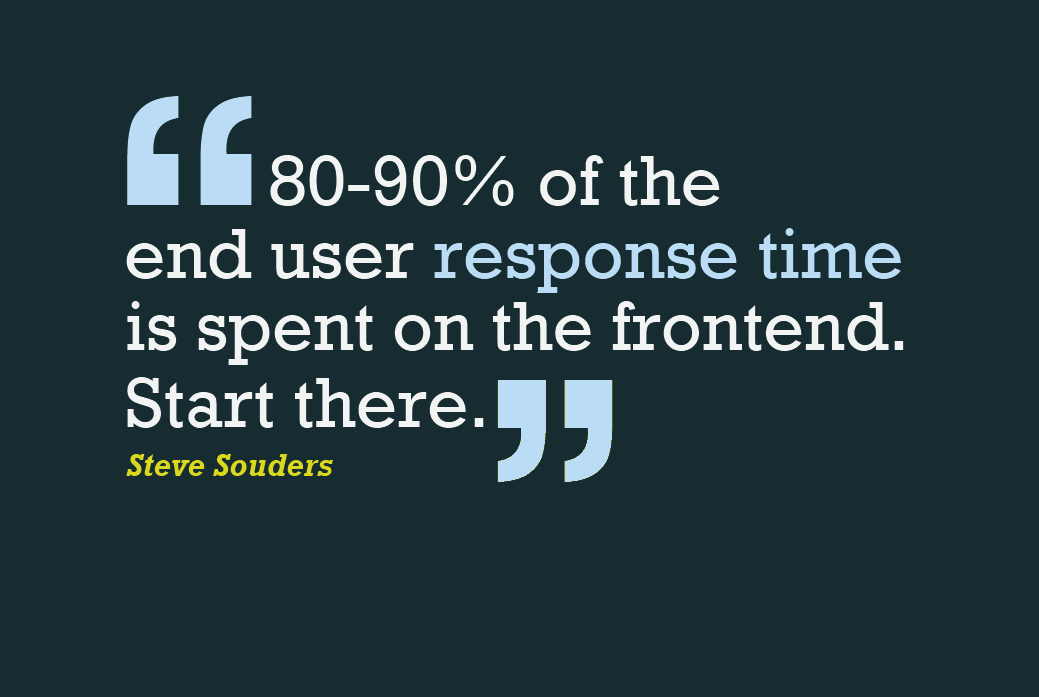 “80-90% of the
end user response time
is spent on the frontend.
Start there.”
Steve Souders